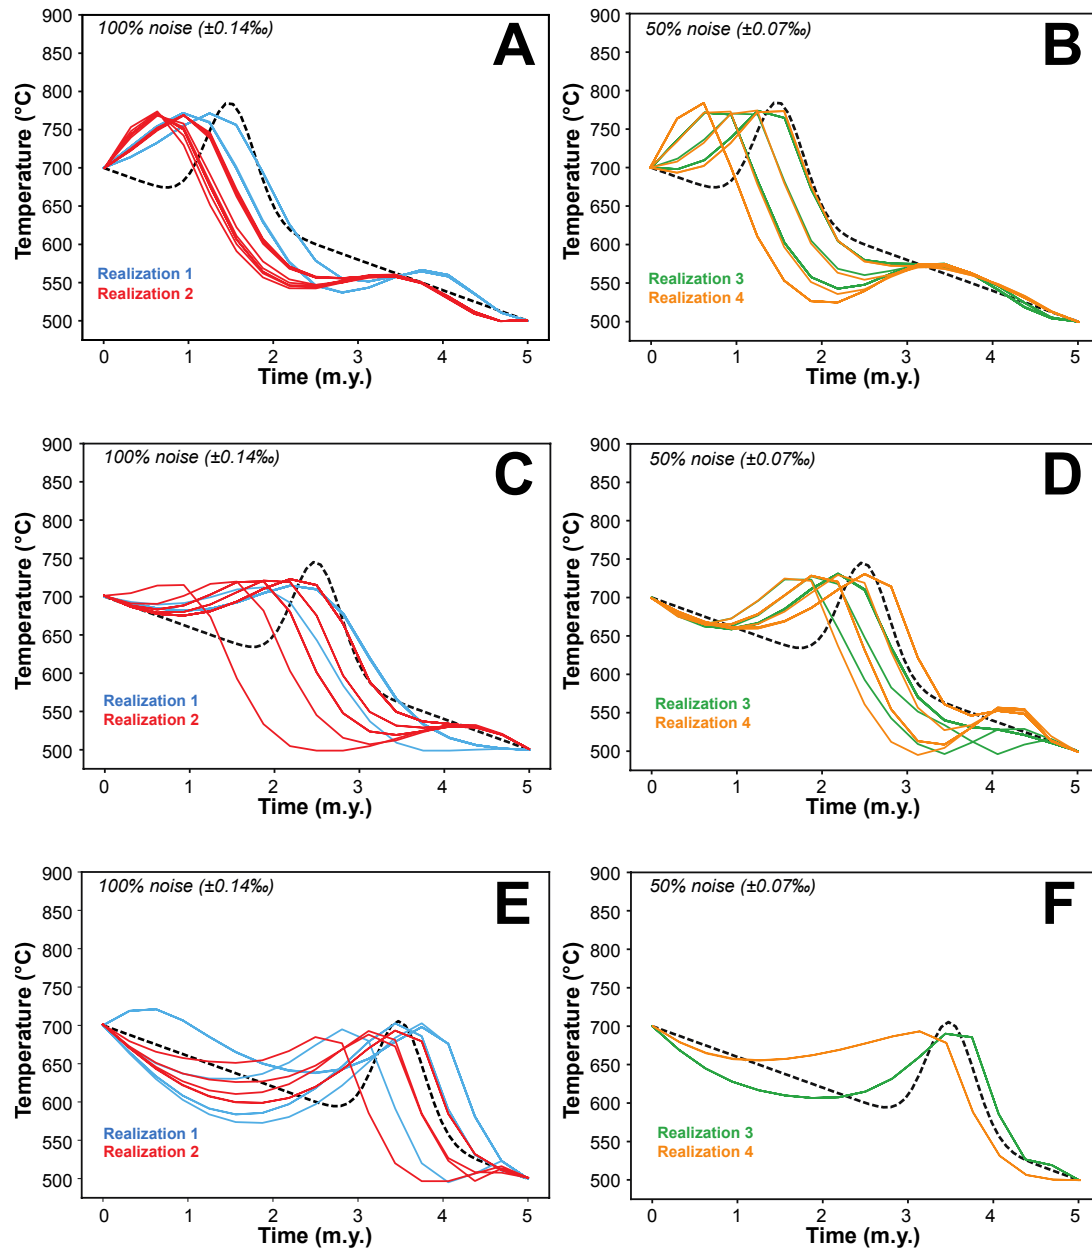 100% noise (±0.14‰)
A
Temperature (°C)
900
850
800
750
700
650
600
550
500
Realization 1
Realization 2
0 1 2 3 4 5
Time (m.y.)
50% noise (±0.07‰)
B
Temperature (°C)
900
850
800
750
700
650
600
550
500
Realization 3
Realization 4
0 1 2 3 4 5
Time (m.y.)
100% noise (±0.14‰)
C
Temperature (°C)
900
850
800
750
700
650
600
550
500
Realization 1
Realization 2
0 1 2 3 4 5
Time (m.y.)
50% noise (±0.07‰)
D
Temperature (°C)
900
850
800
750
700
650
600
550
500
Realization 3
Realization 4
0 1 2 3 4 5
Time (m.y.)
100% noise (±0.14‰)
E
Temperature (°C)
900
850
800
750
700
650
600
550
500
Realization 1
Realization 2
0 1 2 3 4 5
Time (m.y.)
50% noise (±0.07‰)
F
Temperature (°C)
900
850
800
750
700
650
600
550
500
Realization 3
Realization 4
0 1 2 3 4 5
Time (m.y.)